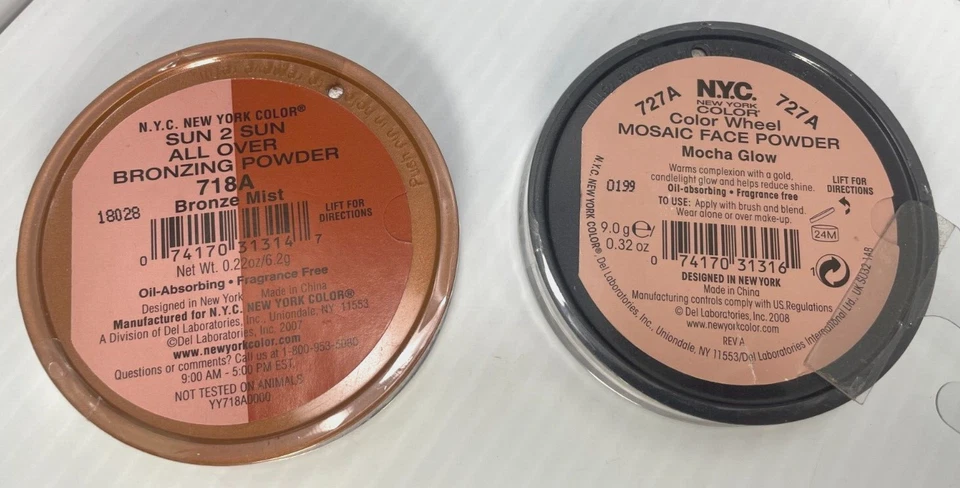 N.Y.C. NEW YORK COLOR®
SUN 2 SUN
ALL OVER
BRONZING POWDER
718A
Bronze Mist
18028
LIFT FOR
DIRECTIONS
0 74170 31314 7
Net Wt. 0.22oz/6.2g
Oil-Absorbing • Fragrance Free
Designed in New York Made in China
Manufactured for N.Y.C. NEW YORK COLOR®
A Division of Del Laboratories, Inc., Uniondale, NY 11553
©Del Laboratories, Inc. 2007
www.newyorkcolor.com
Questions or comments? Call us at 1-800-953-5080
9:00 AM - 5:00 PM EST.
NOT TESTED ON ANIMALS
YY718A0000
727A
N.Y.C.
NEW YORK
COLOR®
727A
Color Wheel
MOSAIC FACE POWDER
Mocha Glow
Warms complexion with a gold,
candlelight glow and helps reduce shine.
Oil-absorbing • Fragrance free
0199
LIFT FOR
DIRECTIONS
TO USE: Apply with brush and blend.
Wear alone or over make-up.
24M
9.0 g e
0.32 oz
0 74170 31316 1
DESIGNED IN NEW YORK
Made in China
Manufacturing controls comply with US Regulations
© Del Laboratories, Inc. 2008
www.newyorkcolor.com
REV A
N.Y.C. NEW YORK COLOR®, Del Laboratories, Inc., Uniondale, NY 11553/Del Laboratories International Ltd., UK SO32 1AB